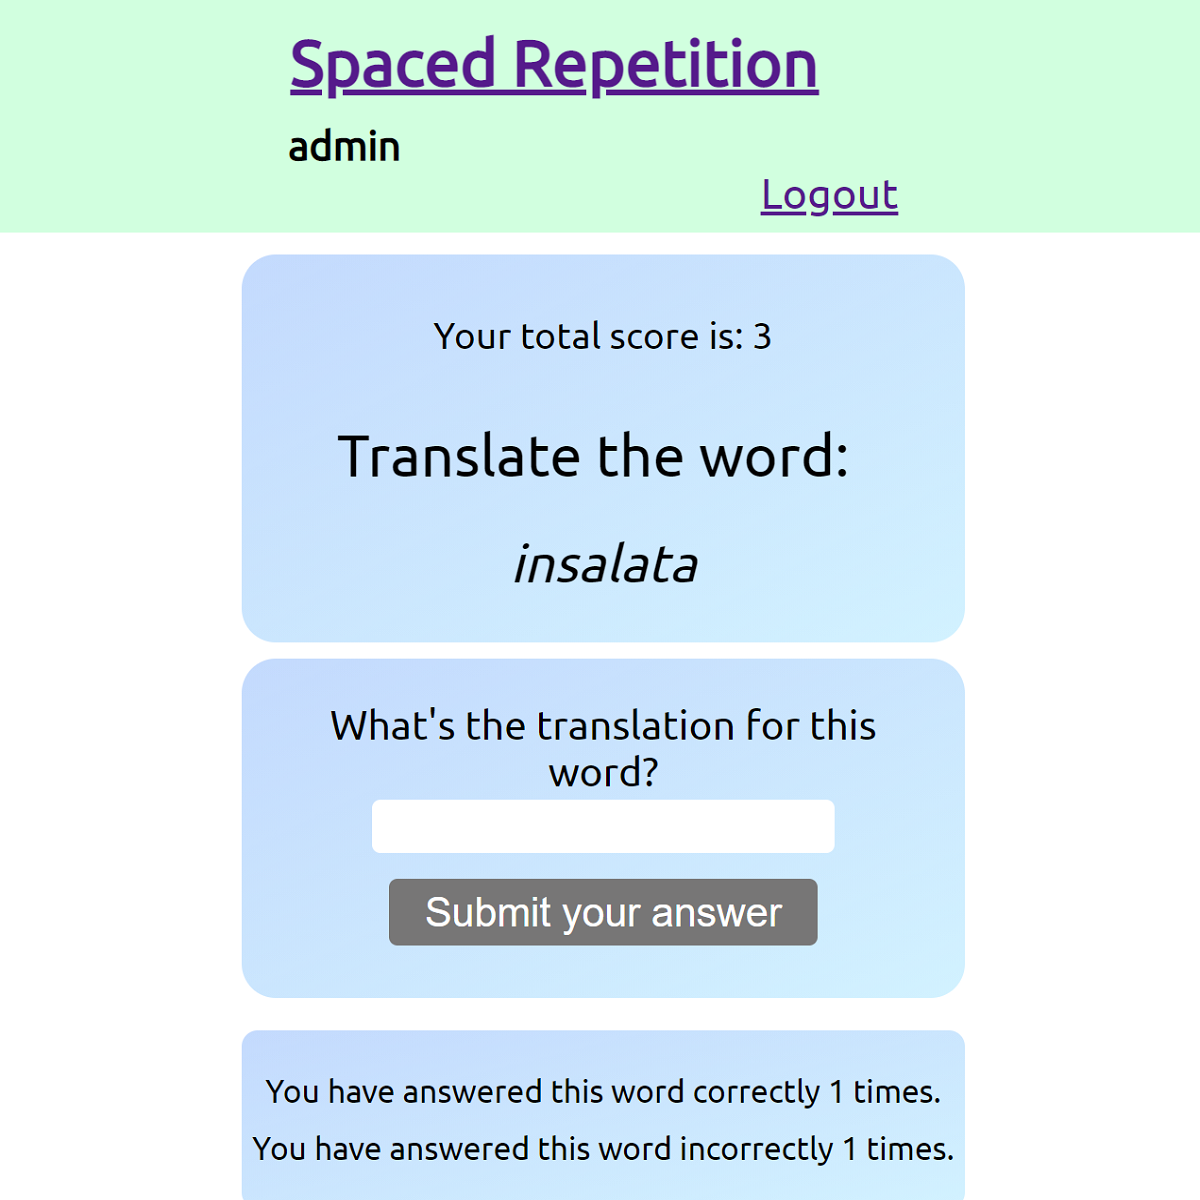 Spaced Repetition
admin
Logout
Your total score is: 3
Translate the word:
insalata
What's the translation for this
word?
Submit your answer
You have answered this word correctly 1 times.
You have answered this word incorrectly 1 times.